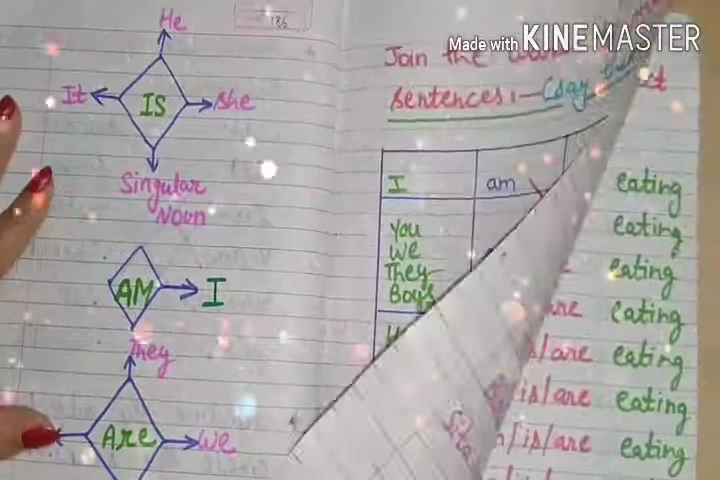 186
He
It
IS
She
Singular
Noun
AM
I
They
Are
We
Made with KINEMASTER
Join the
Sentences:- (say
I
am
You
We
They
Boys
eating
eating
eating
are eating
is/are eating
is/are eating
is/are eating